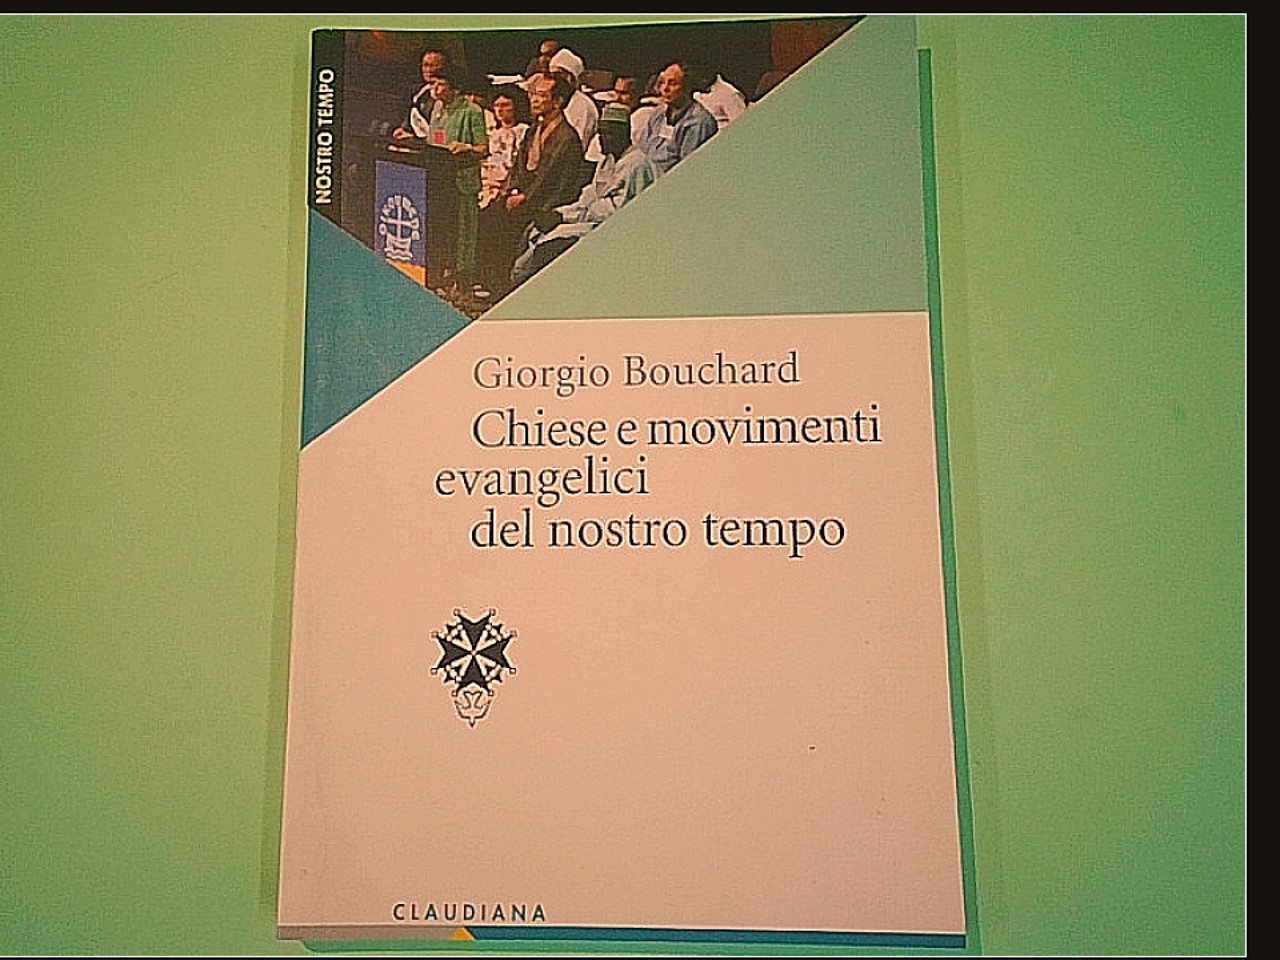 NOSTRO TEMPO
Giorgio Bouchard
Chiese e movimenti
evangelici
del nostro tempo
CLAUDIANA